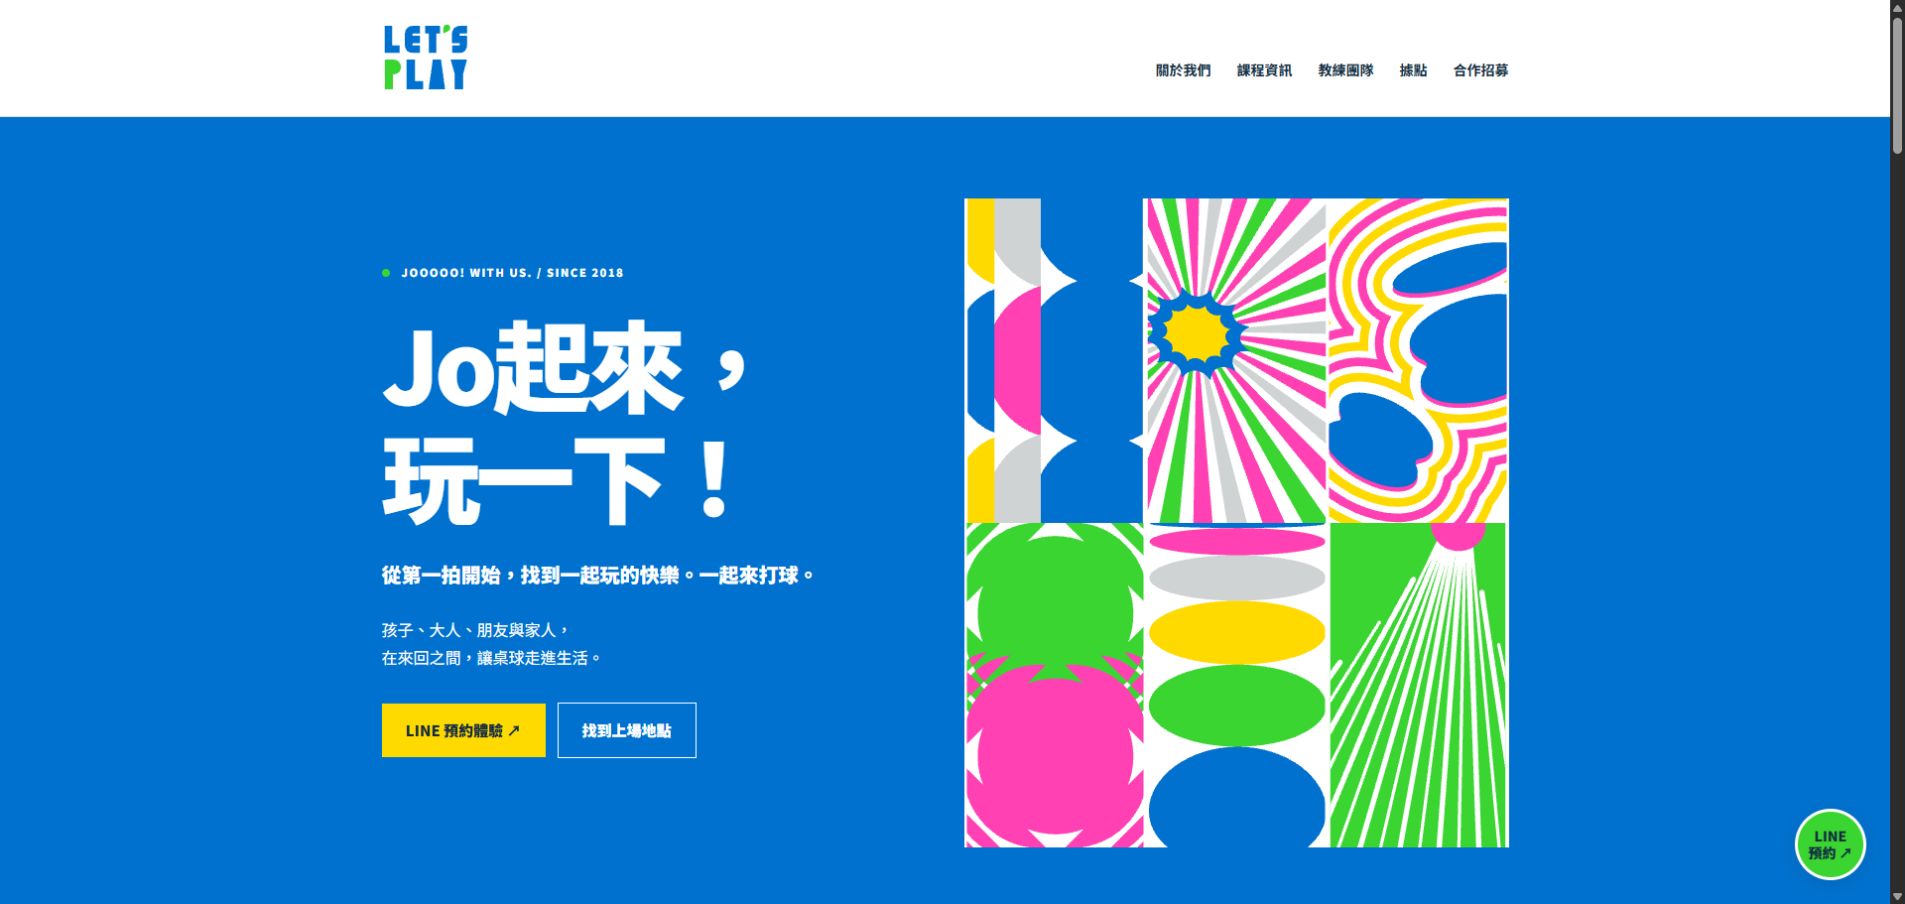 LET'S
PLAY
關於我們 課程資訊 教練團隊 據點 合作招募
JOOOOO! WITH US. / SINCE 2018
Jo起來，
玩一下！
從第一拍開始，找到一起玩的快樂。一起來打球。
孩子、大人、朋友與家人，
在來回之間，讓桌球走進生活。
LINE 預約體驗 ↗ 找到上場地點
LINE
預約 ↗